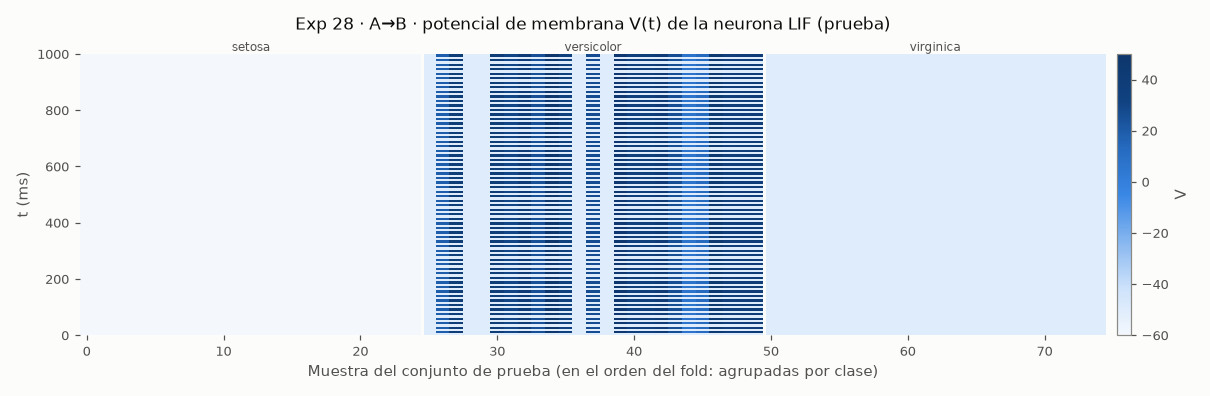 Exp 28 · A→B · potencial de membrana V(t) de la neurona LIF (prueba)
setosa versicolor virginica
1000
800
600
400
200
0
t (ms)
0 10 20 30 40 50 60 70
Muestra del conjunto de prueba (en el orden del fold: agrupadas por clase)
40
20
0
−20
−40
−60
V